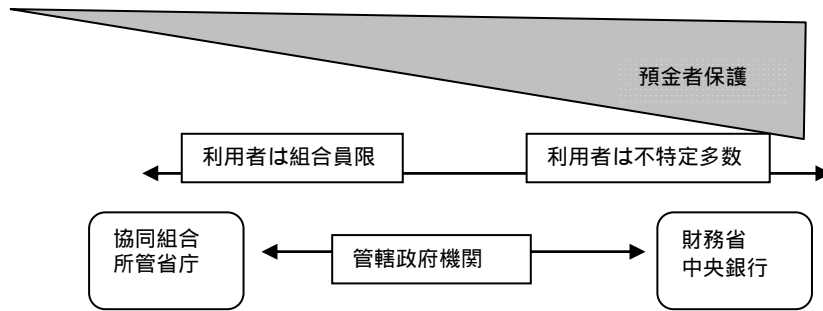 預金者保護
利用者は組合員限
利用者は不特定多数
協同組合
所管省庁
管轄政府機関
財務省
中央銀行